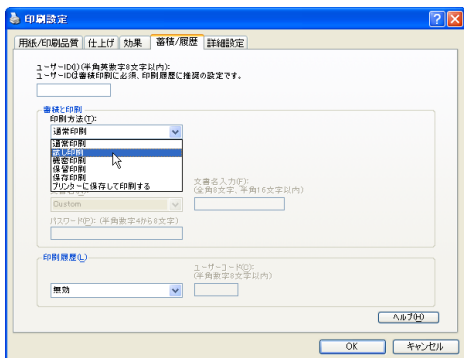 印刷設定
用紙/印刷品質 仕上げ 効果 蓄積/履歴 詳細設定
ユーザーID(I)(半角英数字8文字以内):
ユーザーIDは蓄積印刷に必須、印刷履歴に推奨の設定です。
蓄積と印刷
印刷方法(T):
通常印刷
通常印刷
試し印刷
機密印刷
保留印刷
保存印刷
プリンターに保存して印刷する
文書名入力(F):
(全角8文字、半角16文字以内)
Custom
パスワード(P): (半角数字4から8文字)
印刷履歴(L)
ユーザーコード(O):
(半角数字8文字以内)
無効
ヘルプ(H)
OK キャンセル